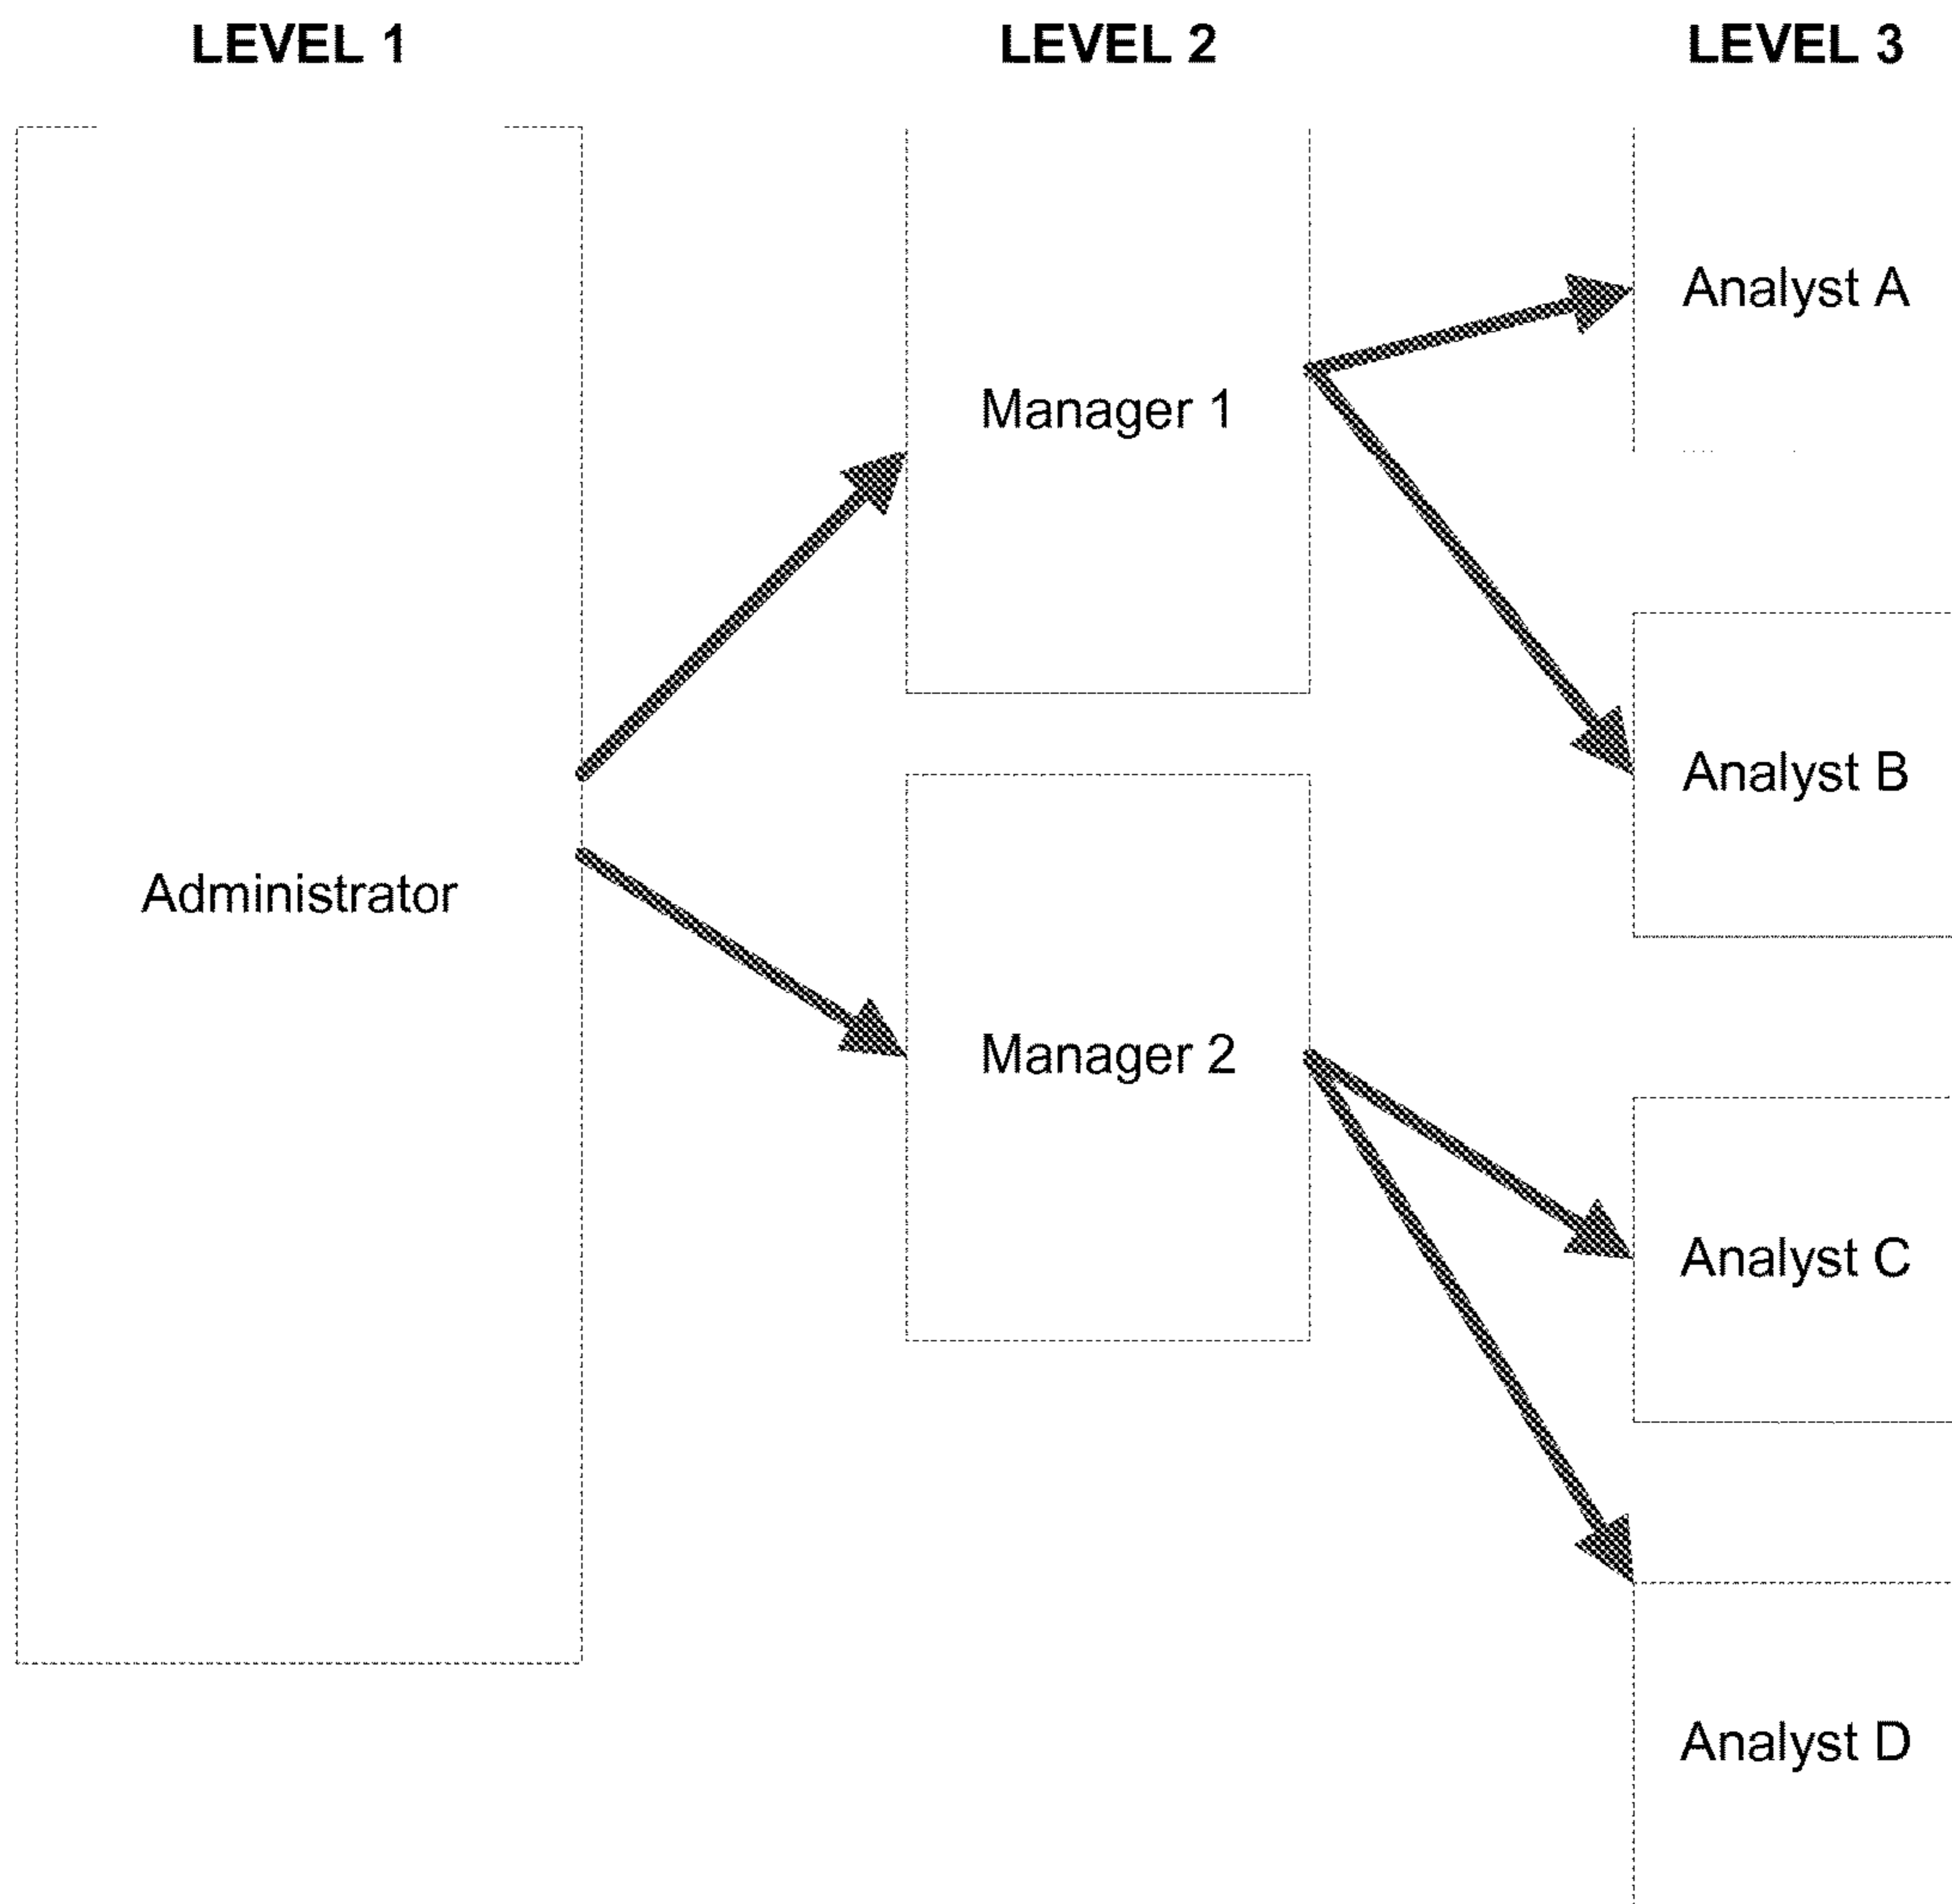 LEVEL 1
LEVEL 2
LEVEL 3
Administrator
Manager 1
Manager 2
Analyst A
Analyst B
Analyst C
Analyst D